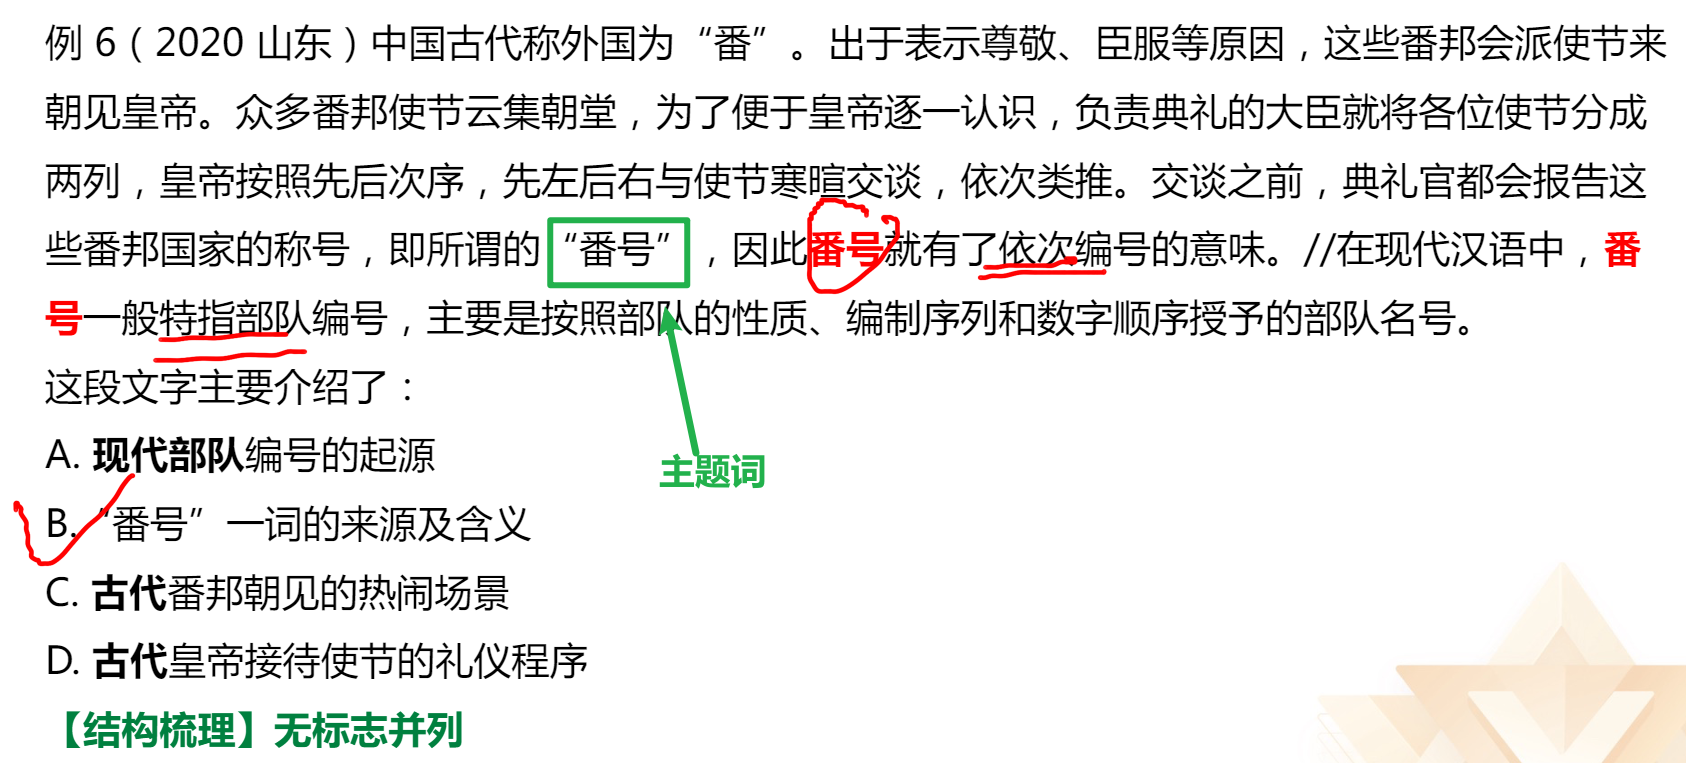 例 6（2020 山东）中国古代称外国为“番”。出于表示尊敬、臣服等原因，这些番邦会派使节来
朝见皇帝。众多番邦使节云集朝堂，为了便于皇帝逐一认识，负责典礼的大臣就将各位使节分成
两列，皇帝按照先后次序，先左后右与使节寒暄交谈，依次类推。交谈之前，典礼官都会报告这
些番邦国家的称号，即所谓的“番号”，因此番号就有了依次编号的意味。//在现代汉语中，番
号一般特指部队编号，主要是按照部队的性质、编制序列和数字顺序授予的部队名号。
这段文字主要介绍了：
A. 现代部队编号的起源
主题词
B.“番号”一词的来源及含义
C. 古代番邦朝见的热闹场景
D. 古代皇帝接待使节的礼仪程序
【结构梳理】无标志并列